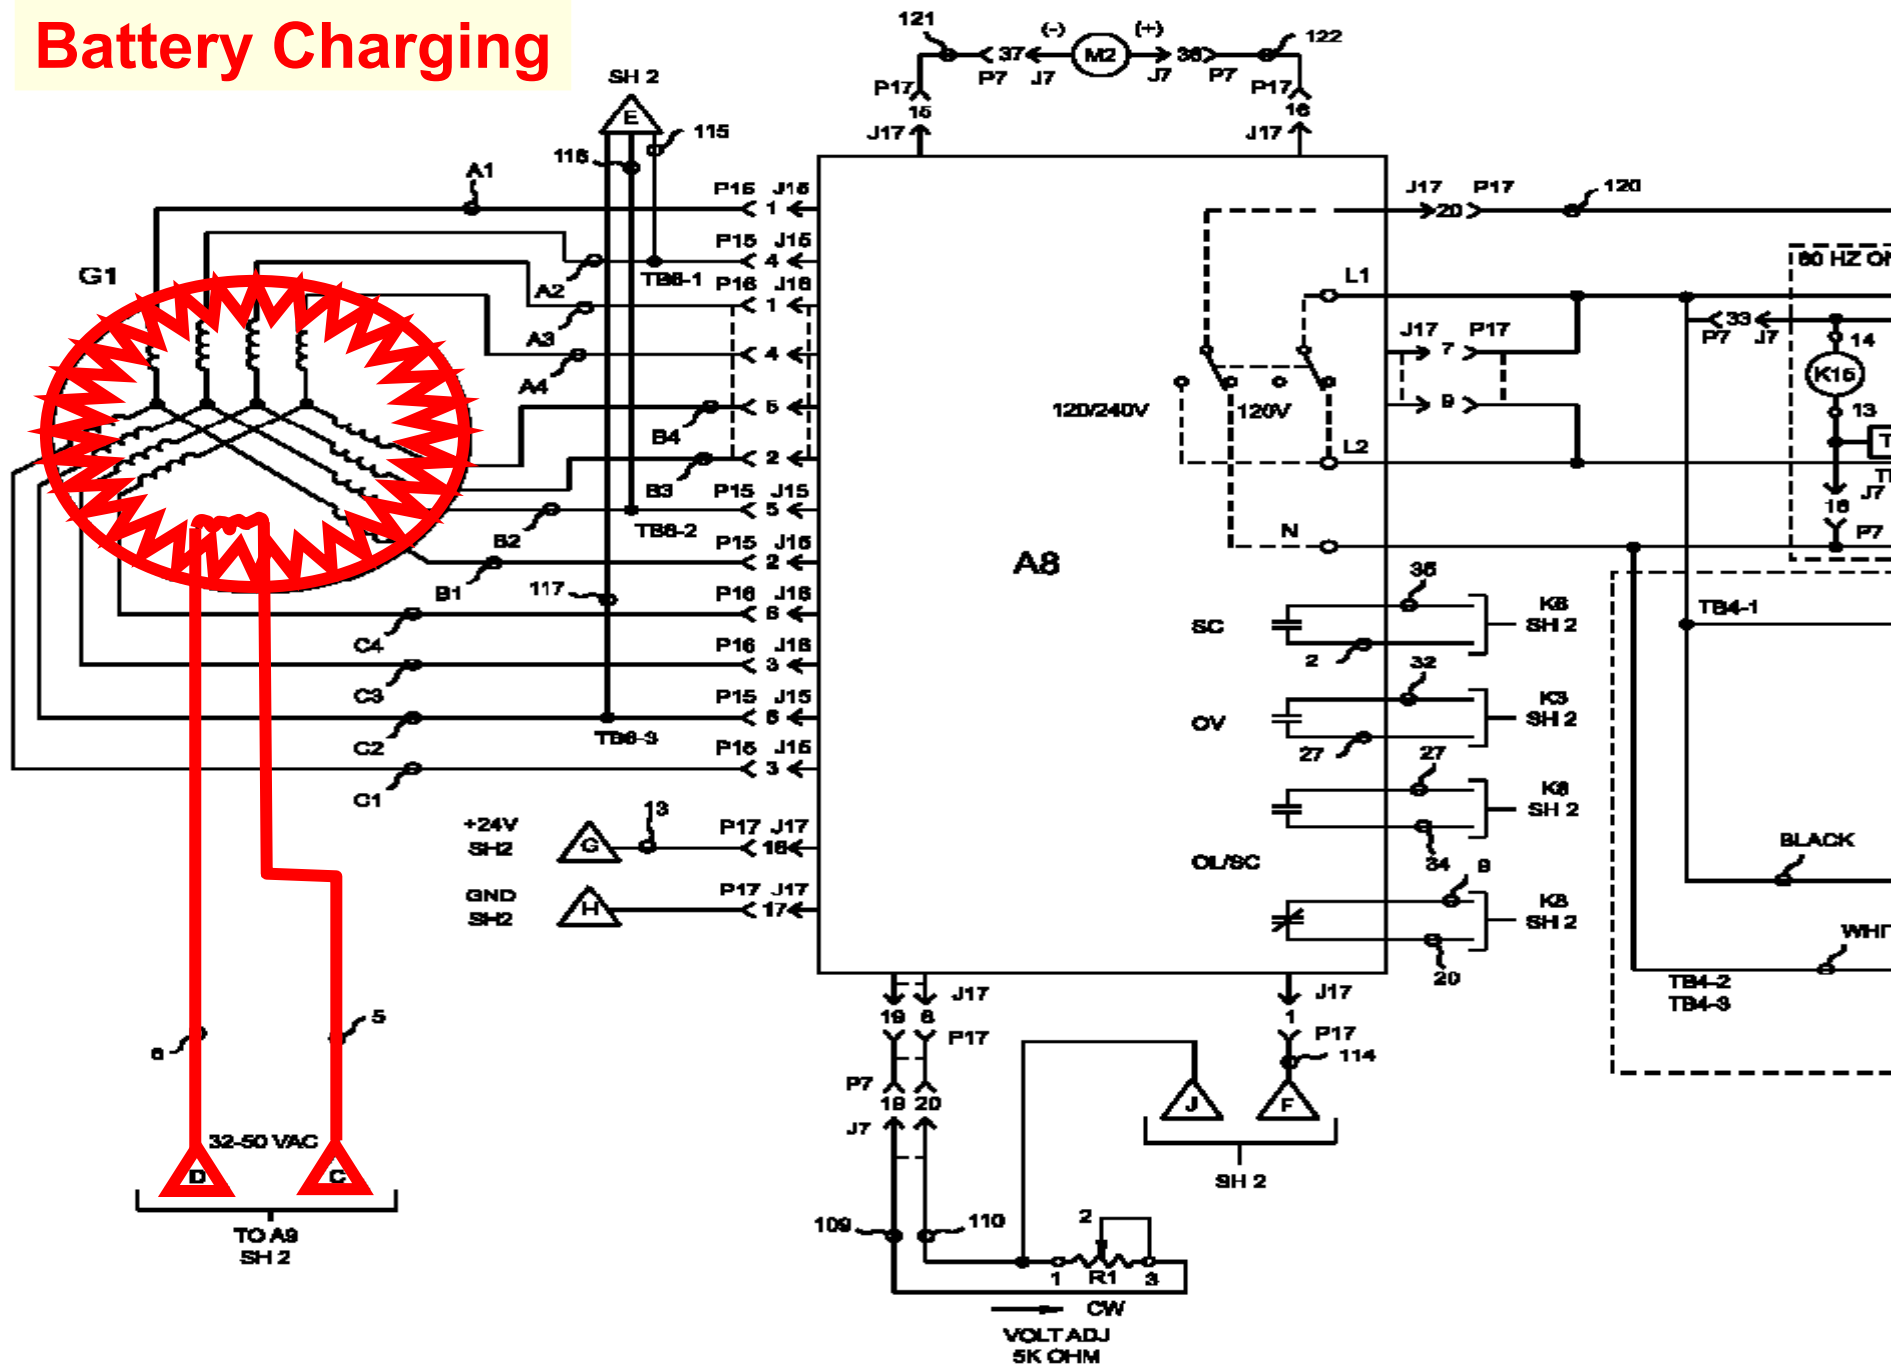 Battery Charging
121
(-)
M2
(+)
122
37
36
P7
J7
J7
P7
P17
15
J17
P17
16
J17
SH 2
E
115
116
A1
P15 J15
1
A2
TB6-1
P15 J15
4
G1
A3
P16 J16
1
A4
4
B4
5
B3
2
B2
TB6-2
P15 J15
5
B1
P15 J15
2
117
C4
P16 J16
6
C3
P16 J16
3
C2
TB6-3
P15 J15
6
C1
P15 J15
3
+24V
SH2
G
13
P17 J17
18
GND
SH2
H
P17 J17
17
A8
J17
P17
20
120
L1
J17
P17
7
9
120/240V
120V
L2
N
60 HZ ON
33
P7
J7
14
K15
13
T
J7
16
P7
SC
35
2
K6
SH 2
OV
32
27
K3
SH 2
27
34
K8
SH 2
OL/SC
9
20
K8
SH 2
TB4-1
BLACK
WHIT
TB4-2
TB4-3
6
5
32-50 VAC
D
C
TO A9
SH 2
J17
19
8
P17
P7
19
20
J7
J17
1
P17
114
J
F
SH 2
109
110
2
1
R1
3
CW
VOLT ADJ
5K OHM